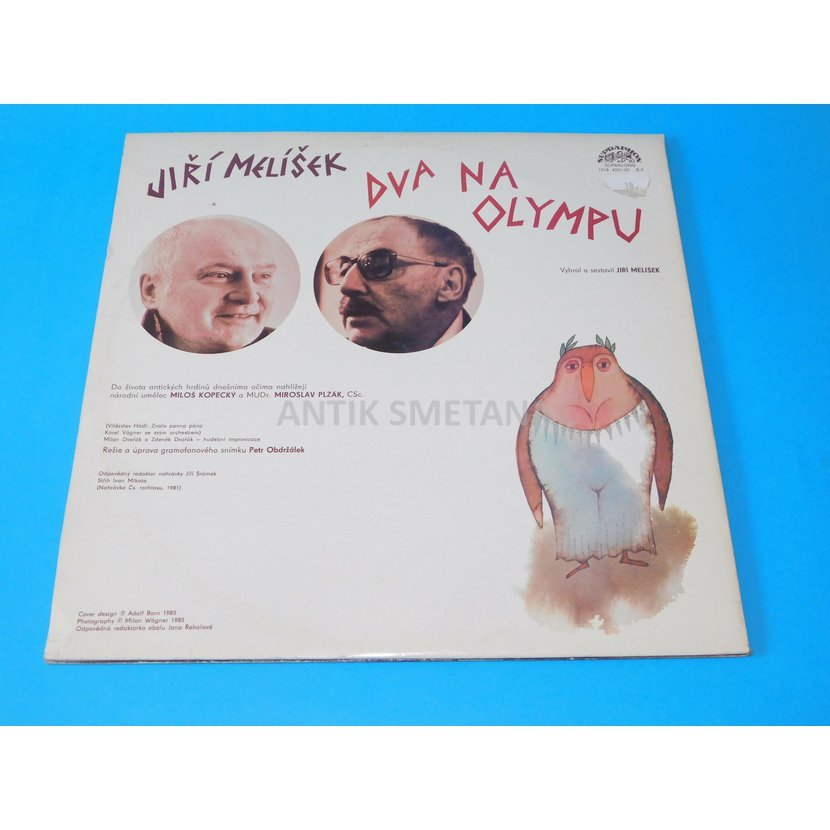 JIŘÍ MELÍŠEK
DVA NA
OLYMPU
SUPRAPHON
SUPRALONG
X-P
18,
Vybral a sestavil JIŘÍ MELÍŠEK
Do života antických hrdinů dnešníma očima nahlížejí
národní umělec MILOŠ KOPECKÝ a MUDr. MIROSLAV PLZÁK, CSc.
ANTIK SMETAN
(Vítězslav Hádl: Znala panna pána
Karel Vágner se svým orchestrem)
Milan Dvořák a Zdeněk Dvořák – hudební improvizace
Režie a úprava gramofonového snímku Petr Obdržálek
Odpovědný redaktor nahrávky Jiří Šrámek
Střih Ivan Mikota
(Nahrávka Čs. rozhlasu, 1981)
Cover design © Adolf Born 1985
Photography © Milan Wágner 1985
Odpovědná redaktorka obalu Jana Řeholová